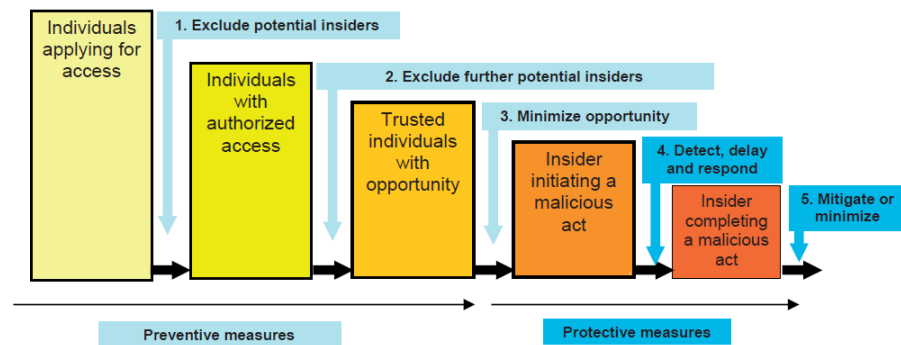 Individuals
applying for
access
1. Exclude potential insiders
Individuals
with
authorized
access
2. Exclude further potential insiders
Trusted
individuals
with
opportunity
3. Minimize opportunity
Insider
initiating a
malicious
act
4. Detect, delay
and respond
Insider
completing
a malicious
act
5. Mitigate or
minimize
Preventive measures
Protective measures